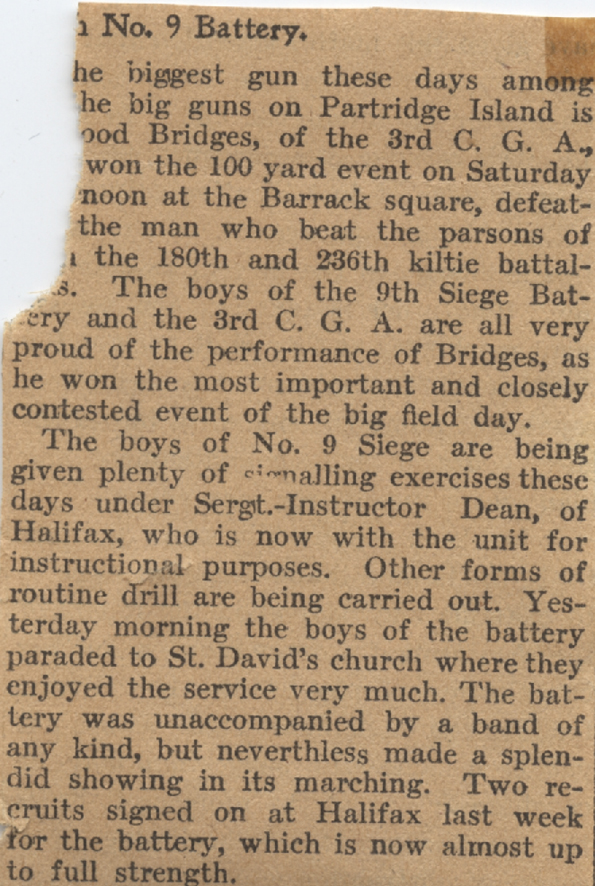 No. 9 Battery.
he biggest gun these days among
he big guns on Partridge Island is
ood Bridges, of the 3rd C. G. A.,
won the 100 yard event on Saturday
noon at the Barrack square, defeat-
the man who beat the parsons of
the 180th and 236th kiltie battal-
s. The boys of the 9th Siege Bat-
ery and the 3rd C. G. A. are all very
proud of the performance of Bridges, as
he won the most important and closely
contested event of the big field day.
The boys of No. 9 Siege are being
given plenty of signalling exercises these
days under Sergt.-Instructor Dean, of
Halifax, who is now with the unit for
instructional purposes. Other forms of
routine drill are being carried out. Yes-
terday morning the boys of the battery
paraded to St. David's church where they
enjoyed the service very much. The bat-
tery was unaccompanied by a band of
any kind, but neverthless made a splen-
did showing in its marching. Two re-
cruits signed on at Halifax last week
for the battery, which is now almost up
to full strength.